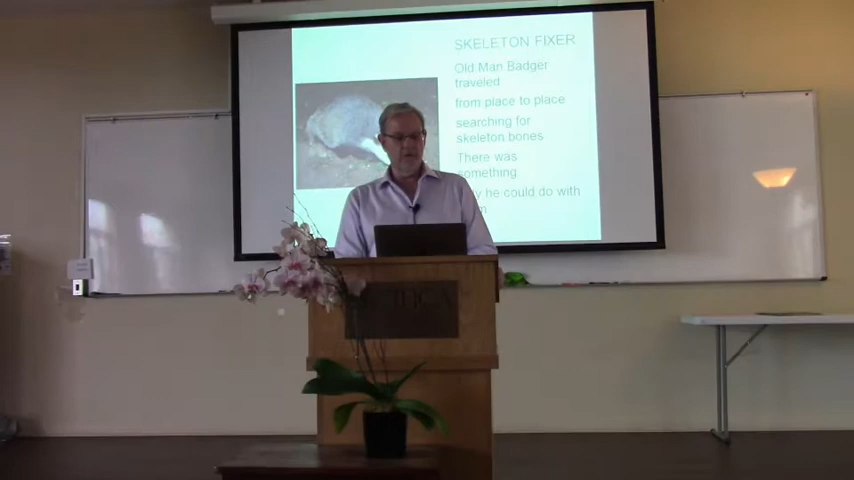 SKELETON FIXER
Old Man Badger
traveled
from place to place
searching for
skeleton bones
There was
something
he could do with